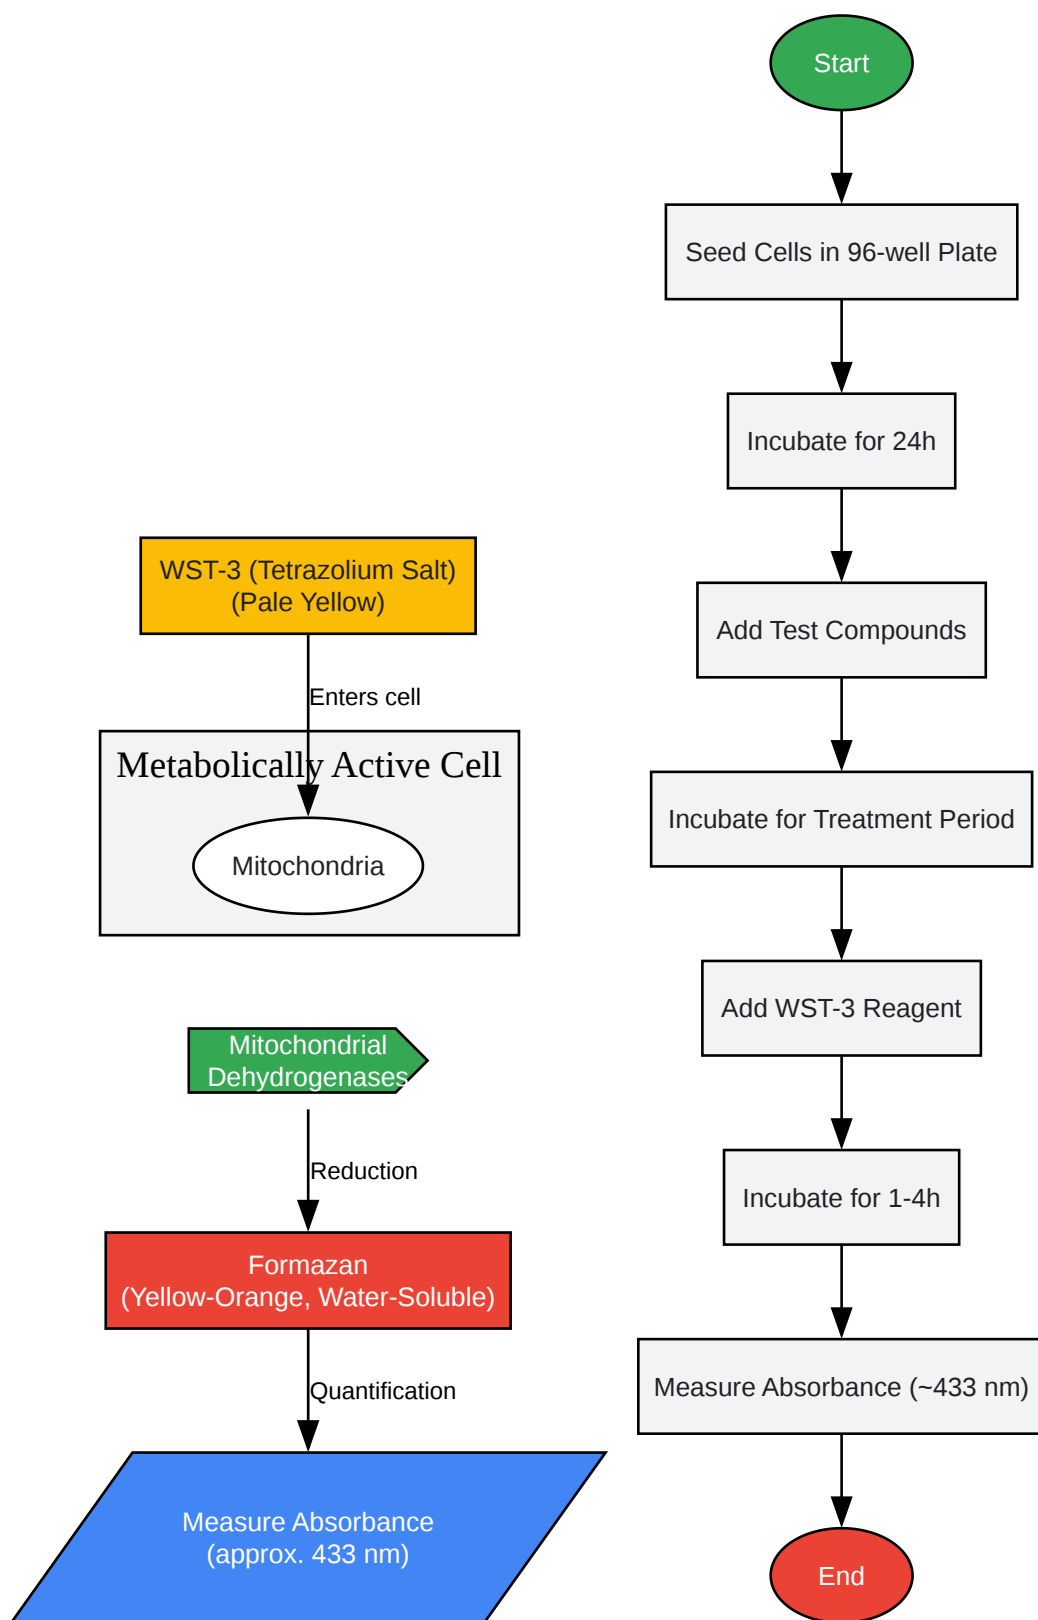 WST-3 (Tetrazolium Salt)
(Pale Yellow)
Enters cell
Metabolically Active Cell
Mitochondria
Mitochondrial
Dehydrogenases
Reduction
Formazan
(Yellow-Orange, Water-Soluble)
Quantification
Measure Absorbance
(approx. 433 nm)
Start
Seed Cells in 96-well Plate
Incubate for 24h
Add Test Compounds
Incubate for Treatment Period
Add WST-3 Reagent
Incubate for 1-4h
Measure Absorbance (~433 nm)
End